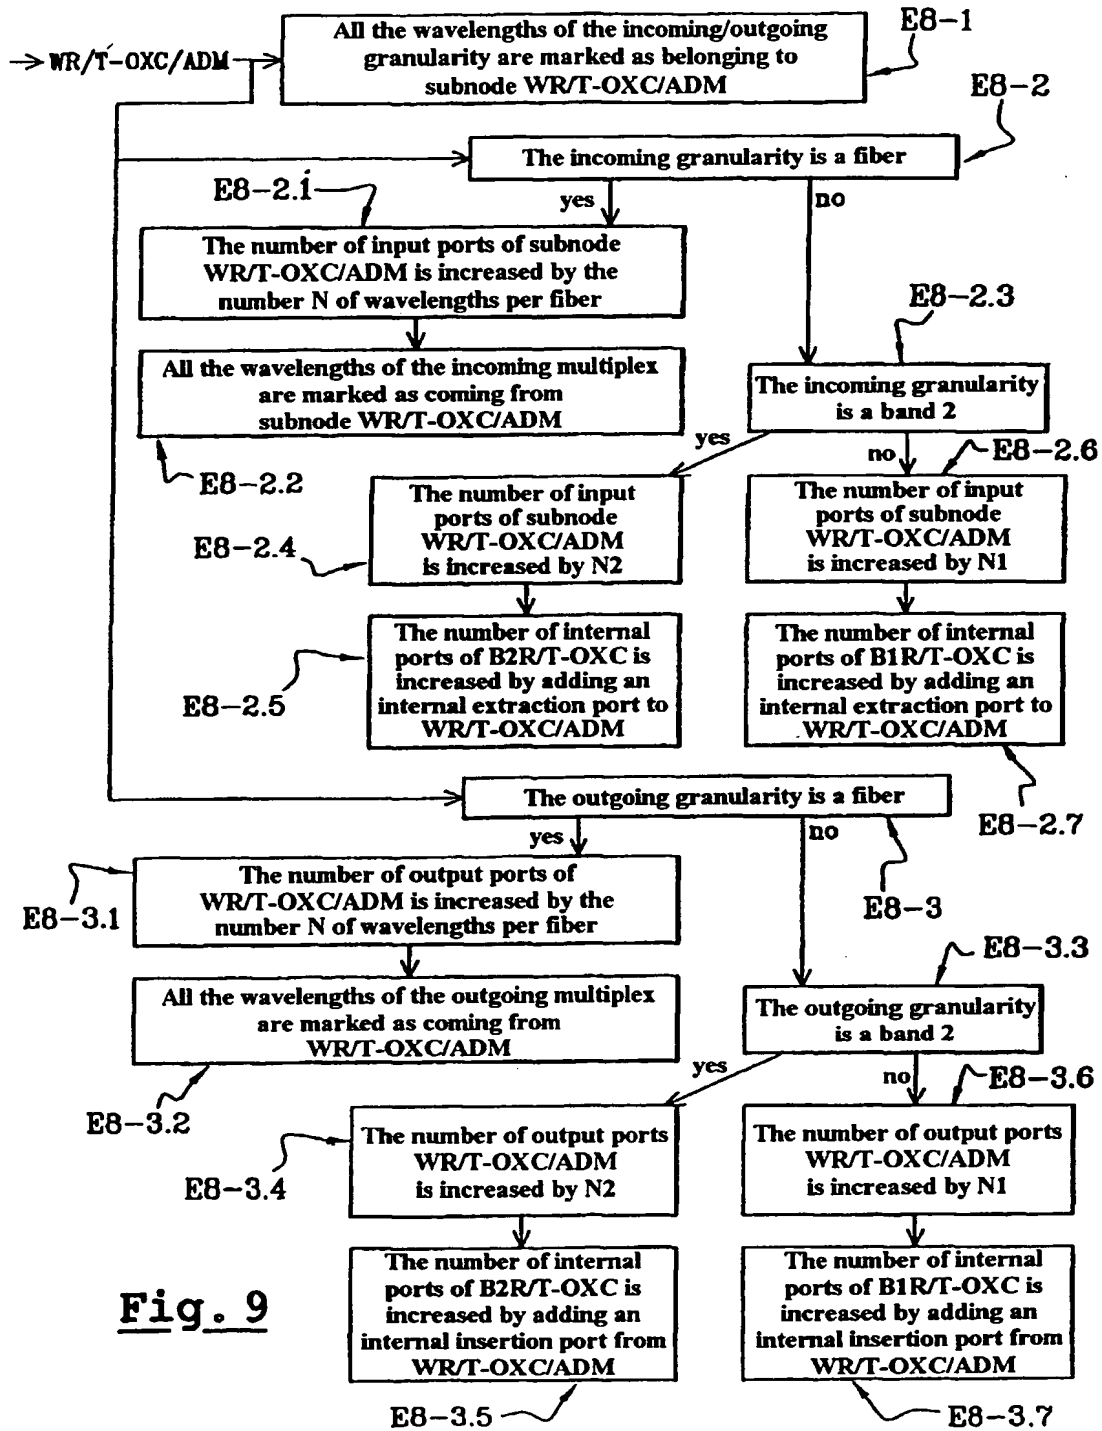 E8-1
All the wavelengths of the incoming/outgoing
granularity are marked as belonging to
subnode WR/T-OXC/ADM
WR/T-OXC/ADM
E8-2
The incoming granularity is a fiber
yes
no
E8-2.1
The number of input ports of subnode
WR/T-OXC/ADM is increased by the
number N of wavelengths per fiber
E8-2.3
All the wavelengths of the incoming multiplex
are marked as coming from
subnode WR/T-OXC/ADM
The incoming granularity
is a band 2
yes
no
E8-2.6
E8-2.2
The number of input
ports of subnode
WR/T-OXC/ADM
is increased by N2
The number of input
ports of subnode
WR/T-OXC/ADM
is increased by N1
E8-2.4
The number of internal
ports of B2R/T-OXC is
increased by adding an
internal extraction port to
WR/T-OXC/ADM
The number of internal
ports of B1R/T-OXC is
increased by adding an
internal extraction port to
WR/T-OXC/ADM
E8-2.5
E8-2.7
The outgoing granularity is a fiber
yes
no
E8-3
E8-3.1
The number of output ports of
WR/T-OXC/ADM is increased by the
number N of wavelengths per fiber
E8-3.3
All the wavelengths of the outgoing multiplex
are marked as coming from
WR/T-OXC/ADM
The outgoing granularity
is a band 2
yes
no
E8-3.6
E8-3.2
The number of output ports
WR/T-OXC/ADM
is increased by N2
The number of output ports
WR/T-OXC/ADM
is increased by N1
E8-3.4
The number of internal
ports of B2R/T-OXC is
increased by adding an
internal insertion port from
WR/T-OXC/ADM
The number of internal
ports of B1R/T-OXC is
increased by adding an
internal insertion port from
WR/T-OXC/ADM
Fig. 9
E8-3.5
E8-3.7